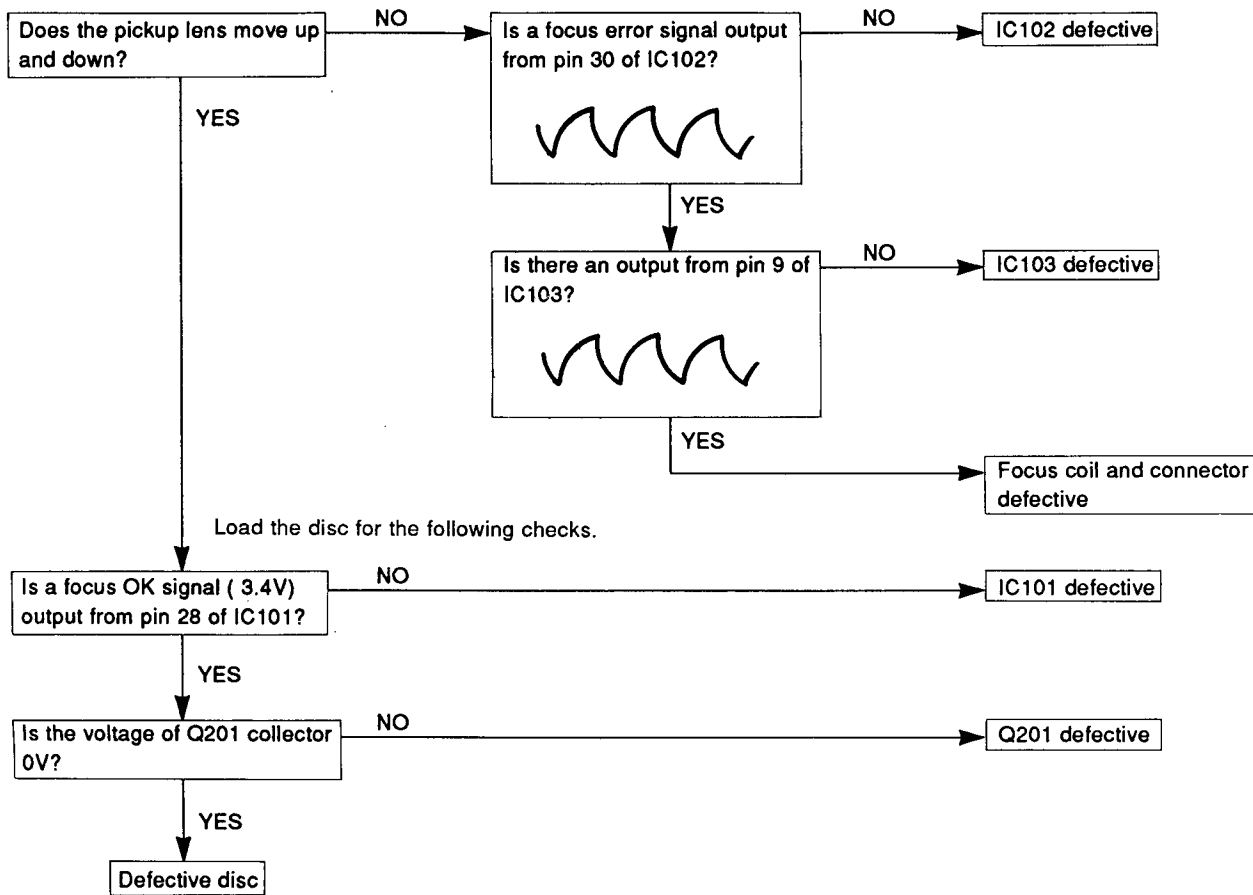 Does the pickup lens move up
and down?
NO
Is a focus error signal output
from pin 30 of IC102?
NO
IC102 defective
YES
YES
Is there an output from pin 9 of
IC103?
NO
IC103 defective
YES
Focus coil and connector
defective
Load the disc for the following checks.
Is a focus OK signal ( 3.4V)
output from pin 28 of IC101?
NO
IC101 defective
YES
Is the voltage of Q201 collector
0V?
NO
Q201 defective
YES
Defective disc